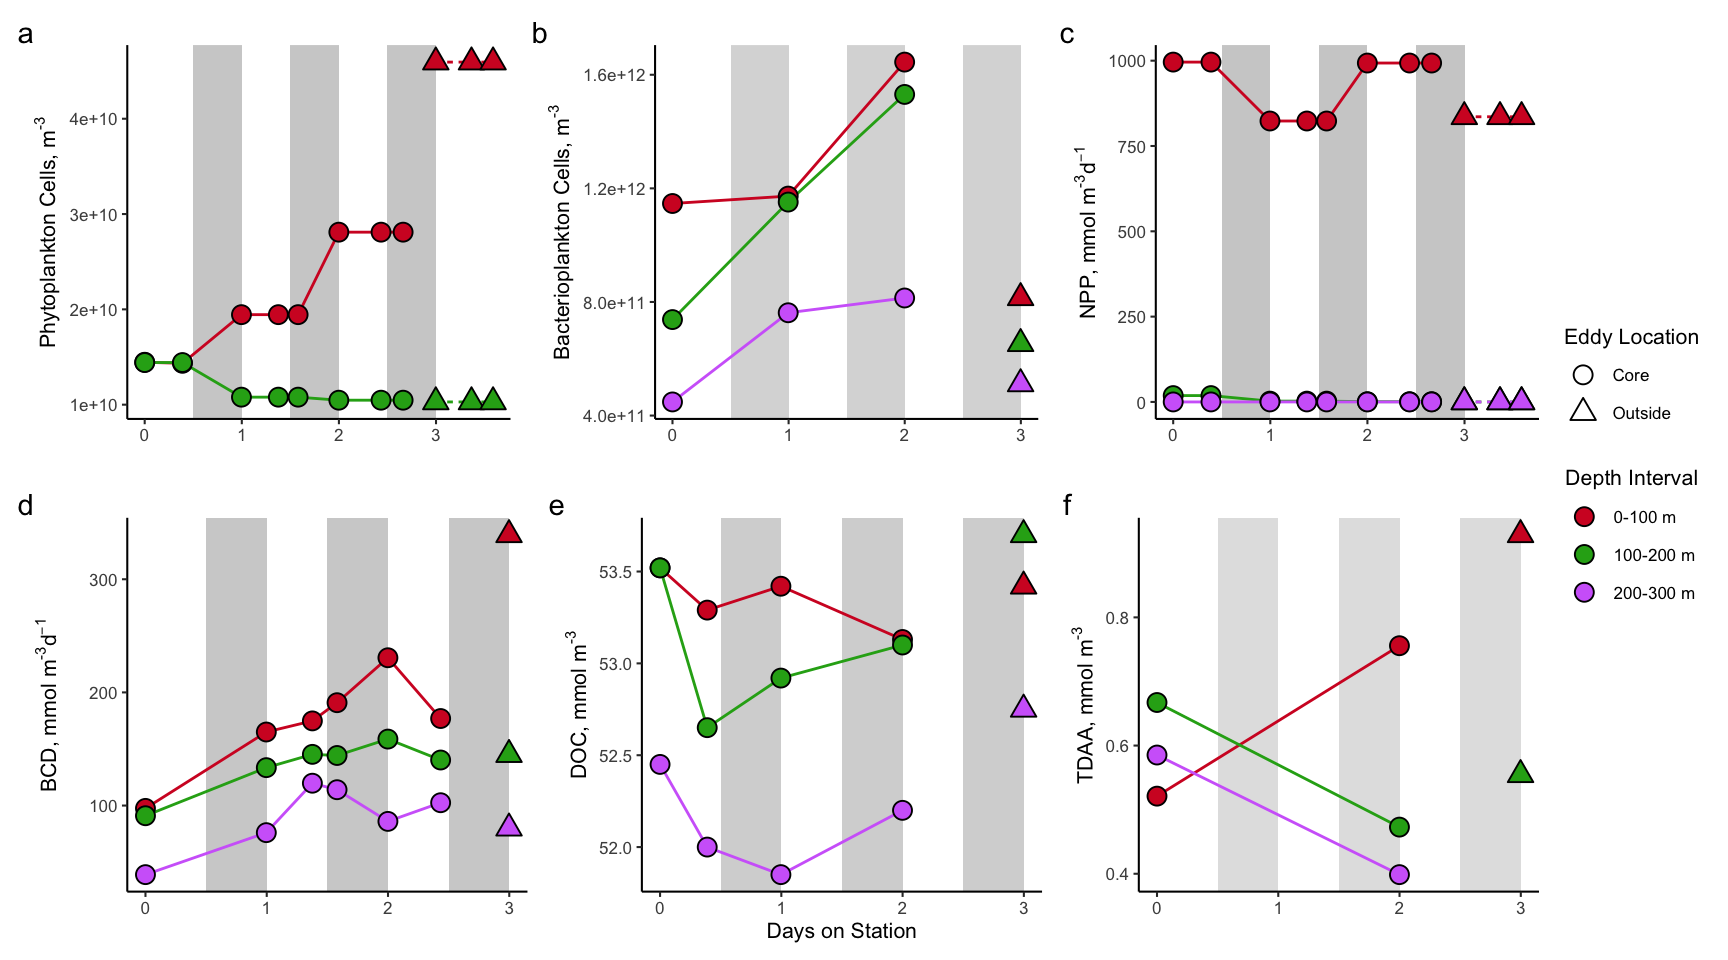 a
b
c
Phytoplankton Cells, m⁻³
4e+10
3e+10
2e+10
1e+10
0 1 2 3
Bacterioplankton Cells, m⁻³
1.6e+12
1.2e+12
8.0e+11
4.0e+11
0 1 2 3
NPP, mmol m⁻³d⁻¹
1000
750
500
250
0
0 1 2 3
Eddy Location
Core
Outside
Depth Interval
0-100 m
100-200 m
200-300 m
d
e
f
BCD, mmol m⁻³d⁻¹
300
200
100
0 1 2 3
DOC, mmol m⁻³
53.5
53.0
52.5
52.0
0 1 2 3
TDAA, mmol m⁻³
0.8
0.6
0.4
0 1 2 3
Days on Station